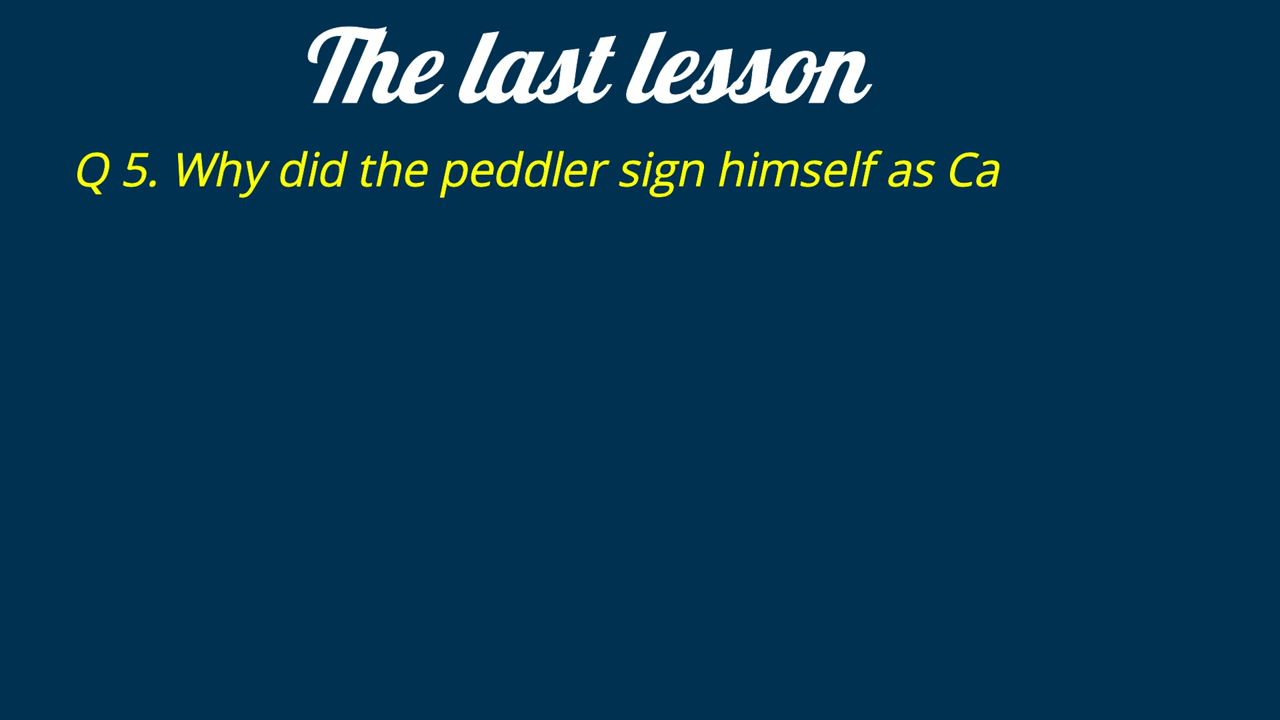 The last lesson
Q 5. Why did the peddler sign himself as Ca